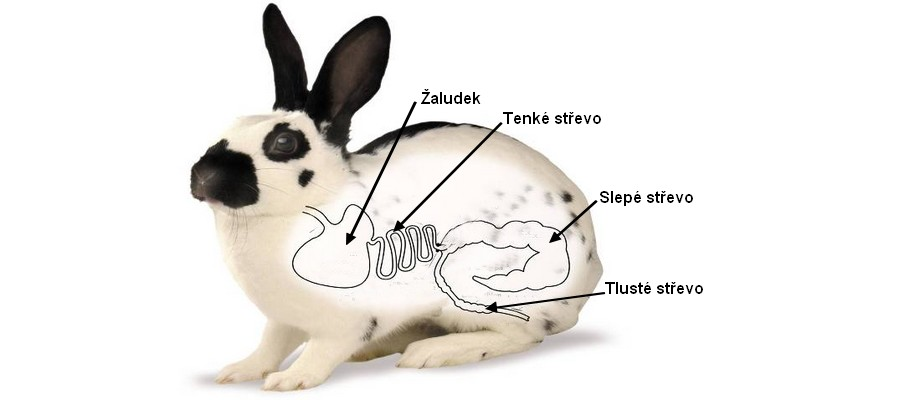 Žaludek
Tenké střevo
Slepé střevo
Tlusté střevo